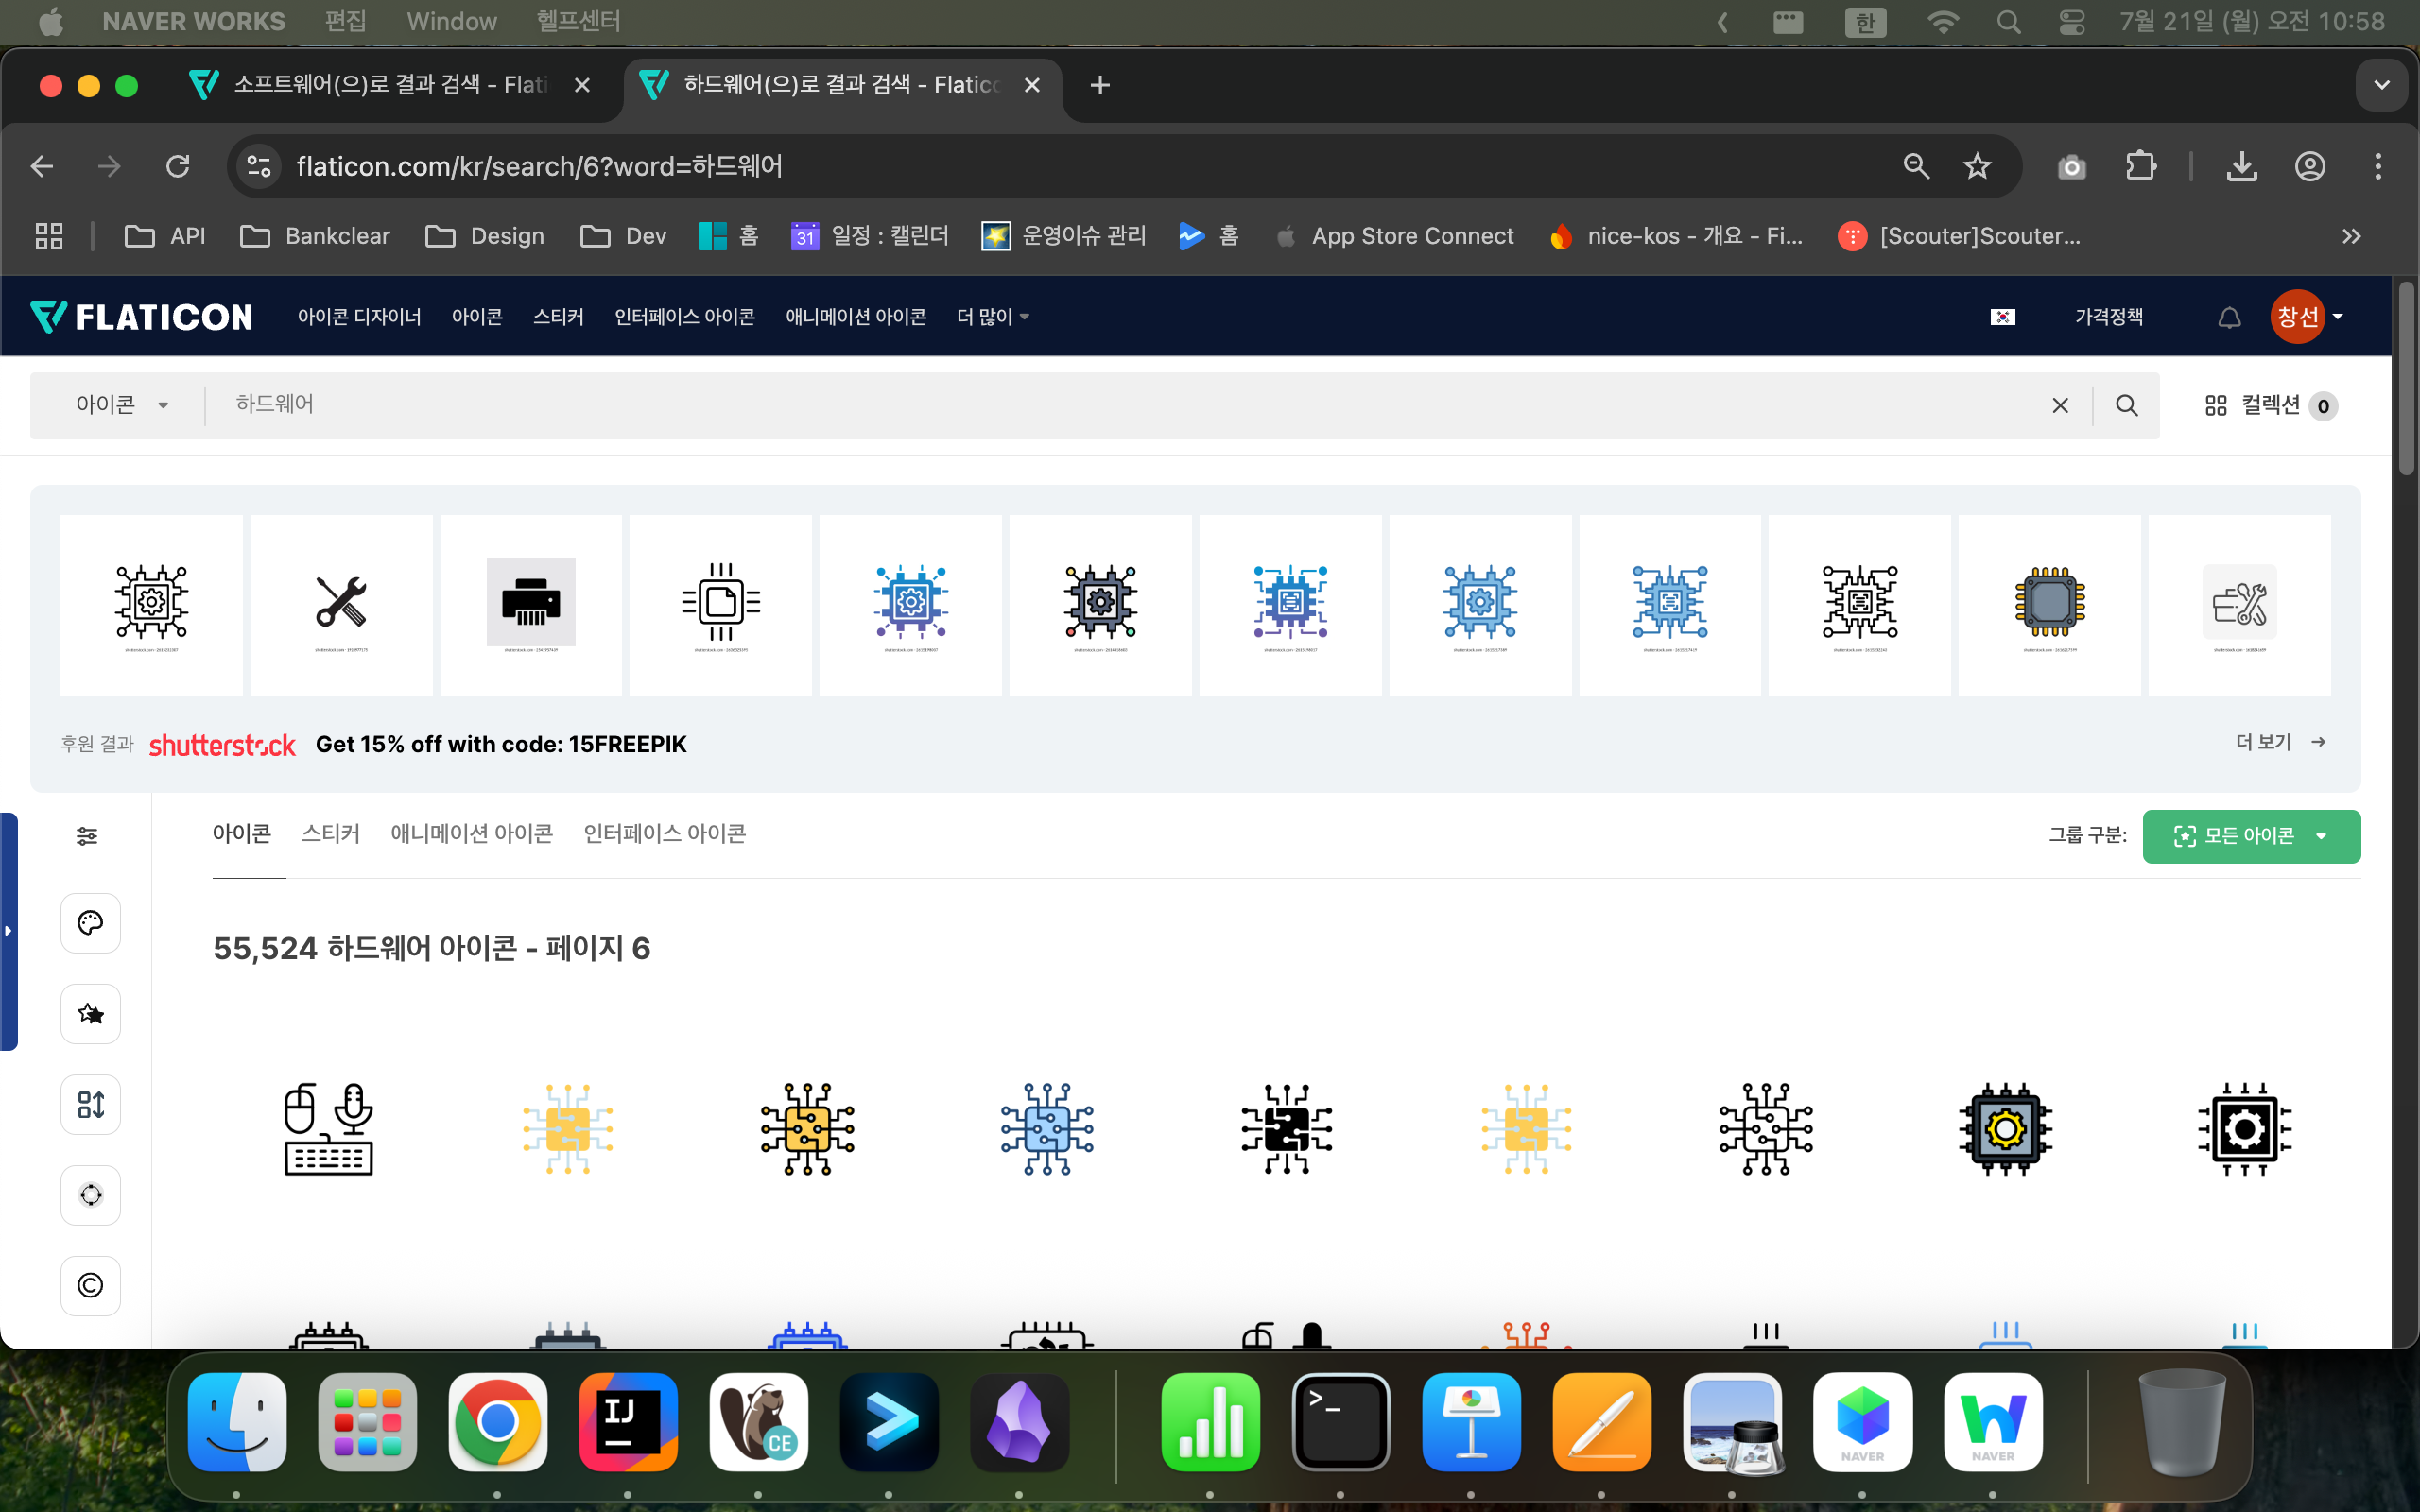 NAVER WORKS 편집 Window 헬프센터 한 7월 21일 (월) 오전 10:58
소프트웨어(으)로 결과 검색 - Flati 하드웨어(으)로 결과 검색 - Flatico
flaticon.com/kr/search/6?word=하드웨어
API Bankclear Design Dev 홈 31 일정 : 캘린더 운영이슈 관리 홈 App Store Connect nice-kos - 개요 - Fi... [Scouter]Scouter...
FLATICON 아이콘 디자이너 아이콘 스티커 인터페이스 아이콘 애니메이션 아이콘 더 많이 가격정책 창선
아이콘 하드웨어 컬렉션 0
후원 결과 shutterstock Get 15% off with code: 15FREEPIK 더 보기 →
아이콘 스티커 애니메이션 아이콘 인터페이스 아이콘 그룹 구분: 모든 아이콘
55,524 하드웨어 아이콘 - 페이지 6
IJ CE >_ NAVER NAVER